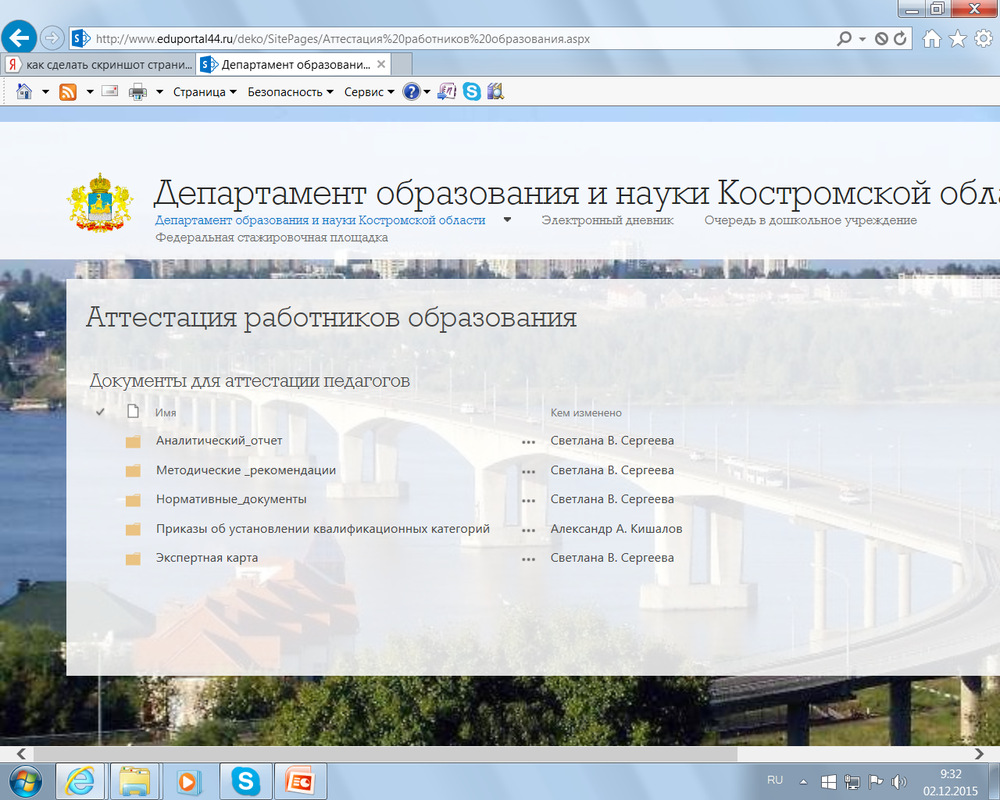 http://www.eduportal44.ru/deko/SitePages/Аттестация%20работников%20образования.aspx
как сделать скриншот страни...
Департамент образовани...
Страница
Безопасность
Сервис
Департамент образования и науки Костромской обла
Департамент образования и науки Костромской области
Электронный дневник
Очередь в дошкольное учреждение
Федеральная стажировочная площадка
Аттестация работников образования
Документы для аттестации педагогов
Имя
Кем изменено
Аналитический_отчет
... Светлана В. Сергеева
Методические _рекомендации
... Светлана В. Сергеева
Нормативные_документы
... Светлана В. Сергеева
Приказы об установлении квалификационных категорий
... Александр А. Кишалов
Экспертная карта
... Светлана В. Сергеева
RU
9:32
02.12.2015